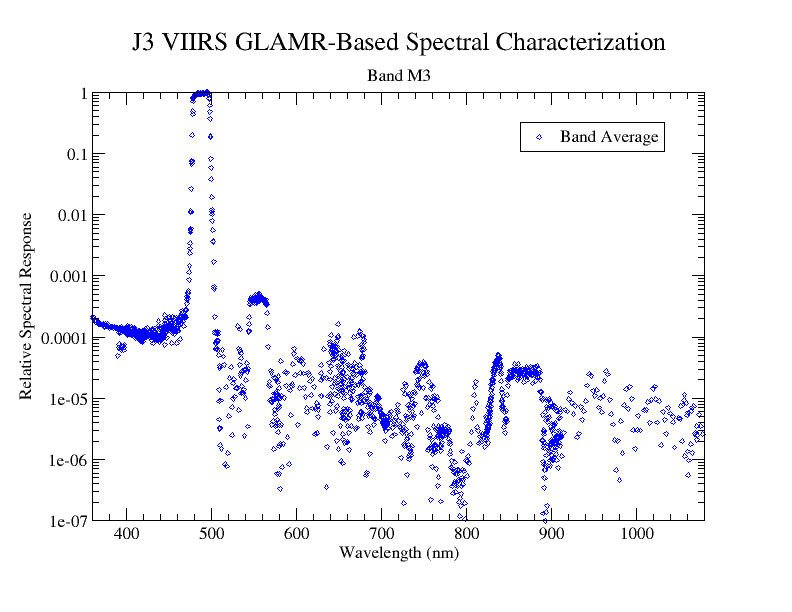 J3 VIIRS GLAMR-Based Spectral Characterization
Band M3
Band Average
Relative Spectral Response
1
0.1
0.01
0.001
0.0001
1e-05
1e-06
1e-07
400 500 600 700 800 900 1000
Wavelength (nm)